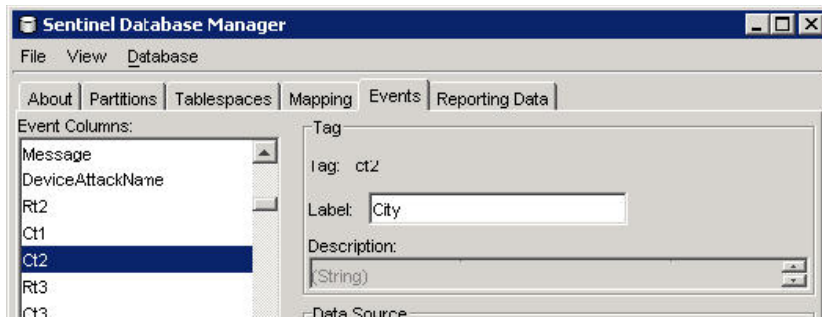 Sentinel Database Manager
File View Database
About Partitions Tablespaces Mapping Events Reporting Data
Event Columns:
Message
DeviceAttackName
Rt2
Ct1
Ct2
Rt3
Ct3
Tag
Tag: ct2
Label: City
Description:
(String)
Data Source